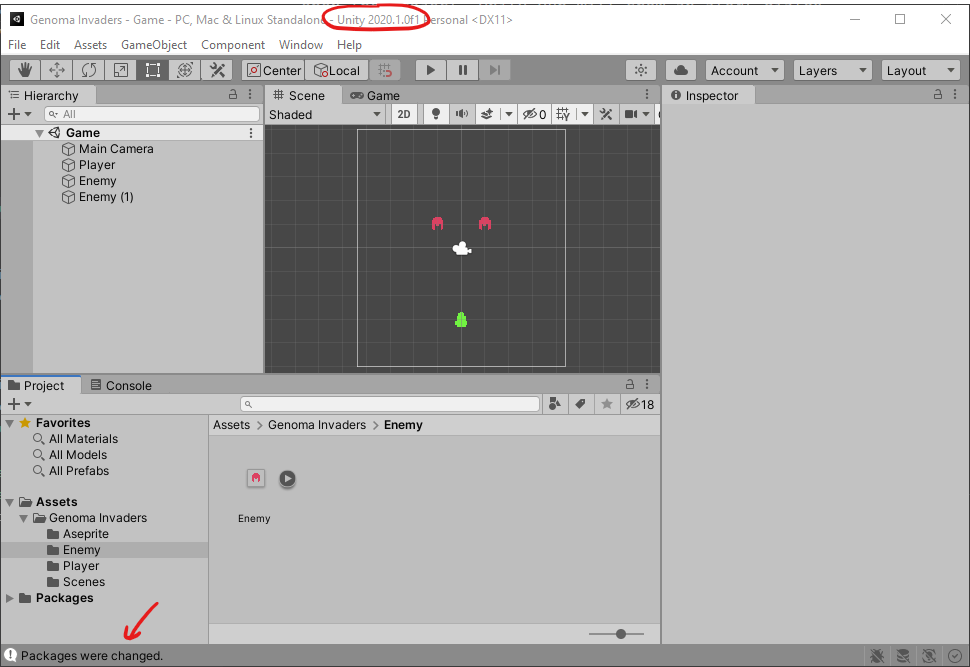 Genoma Invaders - Game - PC, Mac & Linux Standalone - Unity 2020.1.0f1 Personal <DX11>
File Edit Assets GameObject Component Window Help
Center Local Account Layers Layout
Hierarchy
All
Game
Main Camera
Player
Enemy
Enemy (1)
Scene Game
Shaded 2D 0
Inspector
Project Console
18
Favorites
All Materials
All Models
All Prefabs
Assets
Genoma Invaders
Aseprite
Enemy
Player
Scenes
Packages
Assets > Genoma Invaders > Enemy
Enemy
Packages were changed.